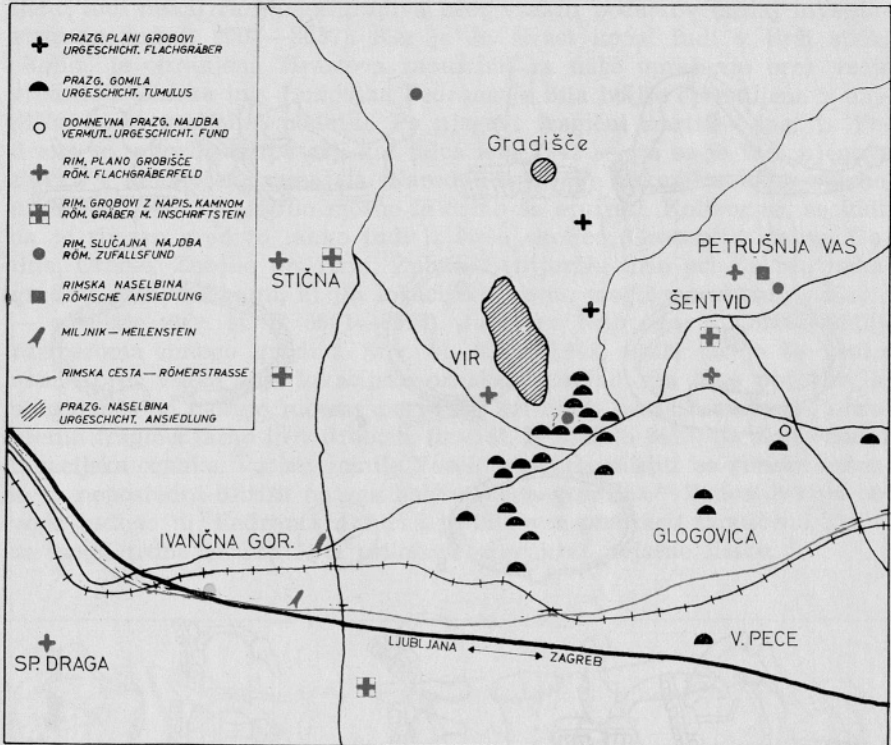 PRAZG. PLANI GROBOVI
URGESCHICHT. FLACHGRÄBER
PRAZG. GOMILA
URGESCHICHT. TUMULUS
DOMNEVNA PRAZG. NAJDBA
VERMUTL. URGESCHICHT. FUND
RIM. PLANO GROBIŠČE
RÖM. FLACHGRÄBERFELD
RIM. GROBOVI Z NAPIS. KAMNOM
RÖM. GRÄBER M. INSCHRIFTSTEIN
RIM. SLUČAJNA NAJDBA
RÖM. ZUFALLSFUND
RIMSKA NASELBINA
RÖMISCHE ANSIEDLUNG
MILJNIK — MEILENSTEIN
RIMSKA CESTA — RÖMERSTRASSE
PRAZG. NASELBINA
URGESCHICHT. ANSIEDLUNG
Gradišče
PETRUŠNJA VAS
STIČNA
ŠENTVID
VIR
IVANČNA GOR.
GLOGOVICA
SP. DRAGA
LJUBLJANA
ZAGREB
V. PECE